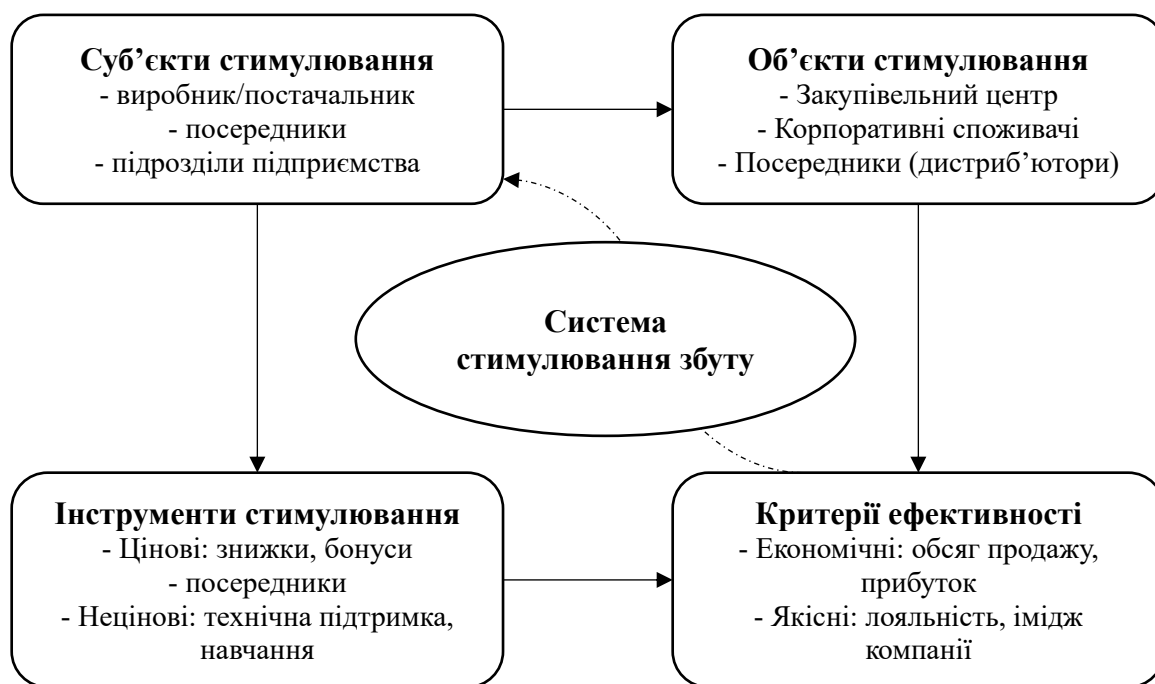 Суб’єкти стимулювання
- виробник/постачальник
- посередники
- підрозділи підприємства
Об’єкти стимулювання
- Закупівельний центр
- Корпоративні споживачі
- Посередники (дистриб’ютори)
Система
стимулювання збуту
Інструменти стимулювання
- Цінові: знижки, бонуси
- посередники
- Нецінові: технічна підтримка,
навчання
Критерії ефективності
- Економічні: обсяг продажу,
прибуток
- Якісні: лояльність, імідж
компанії